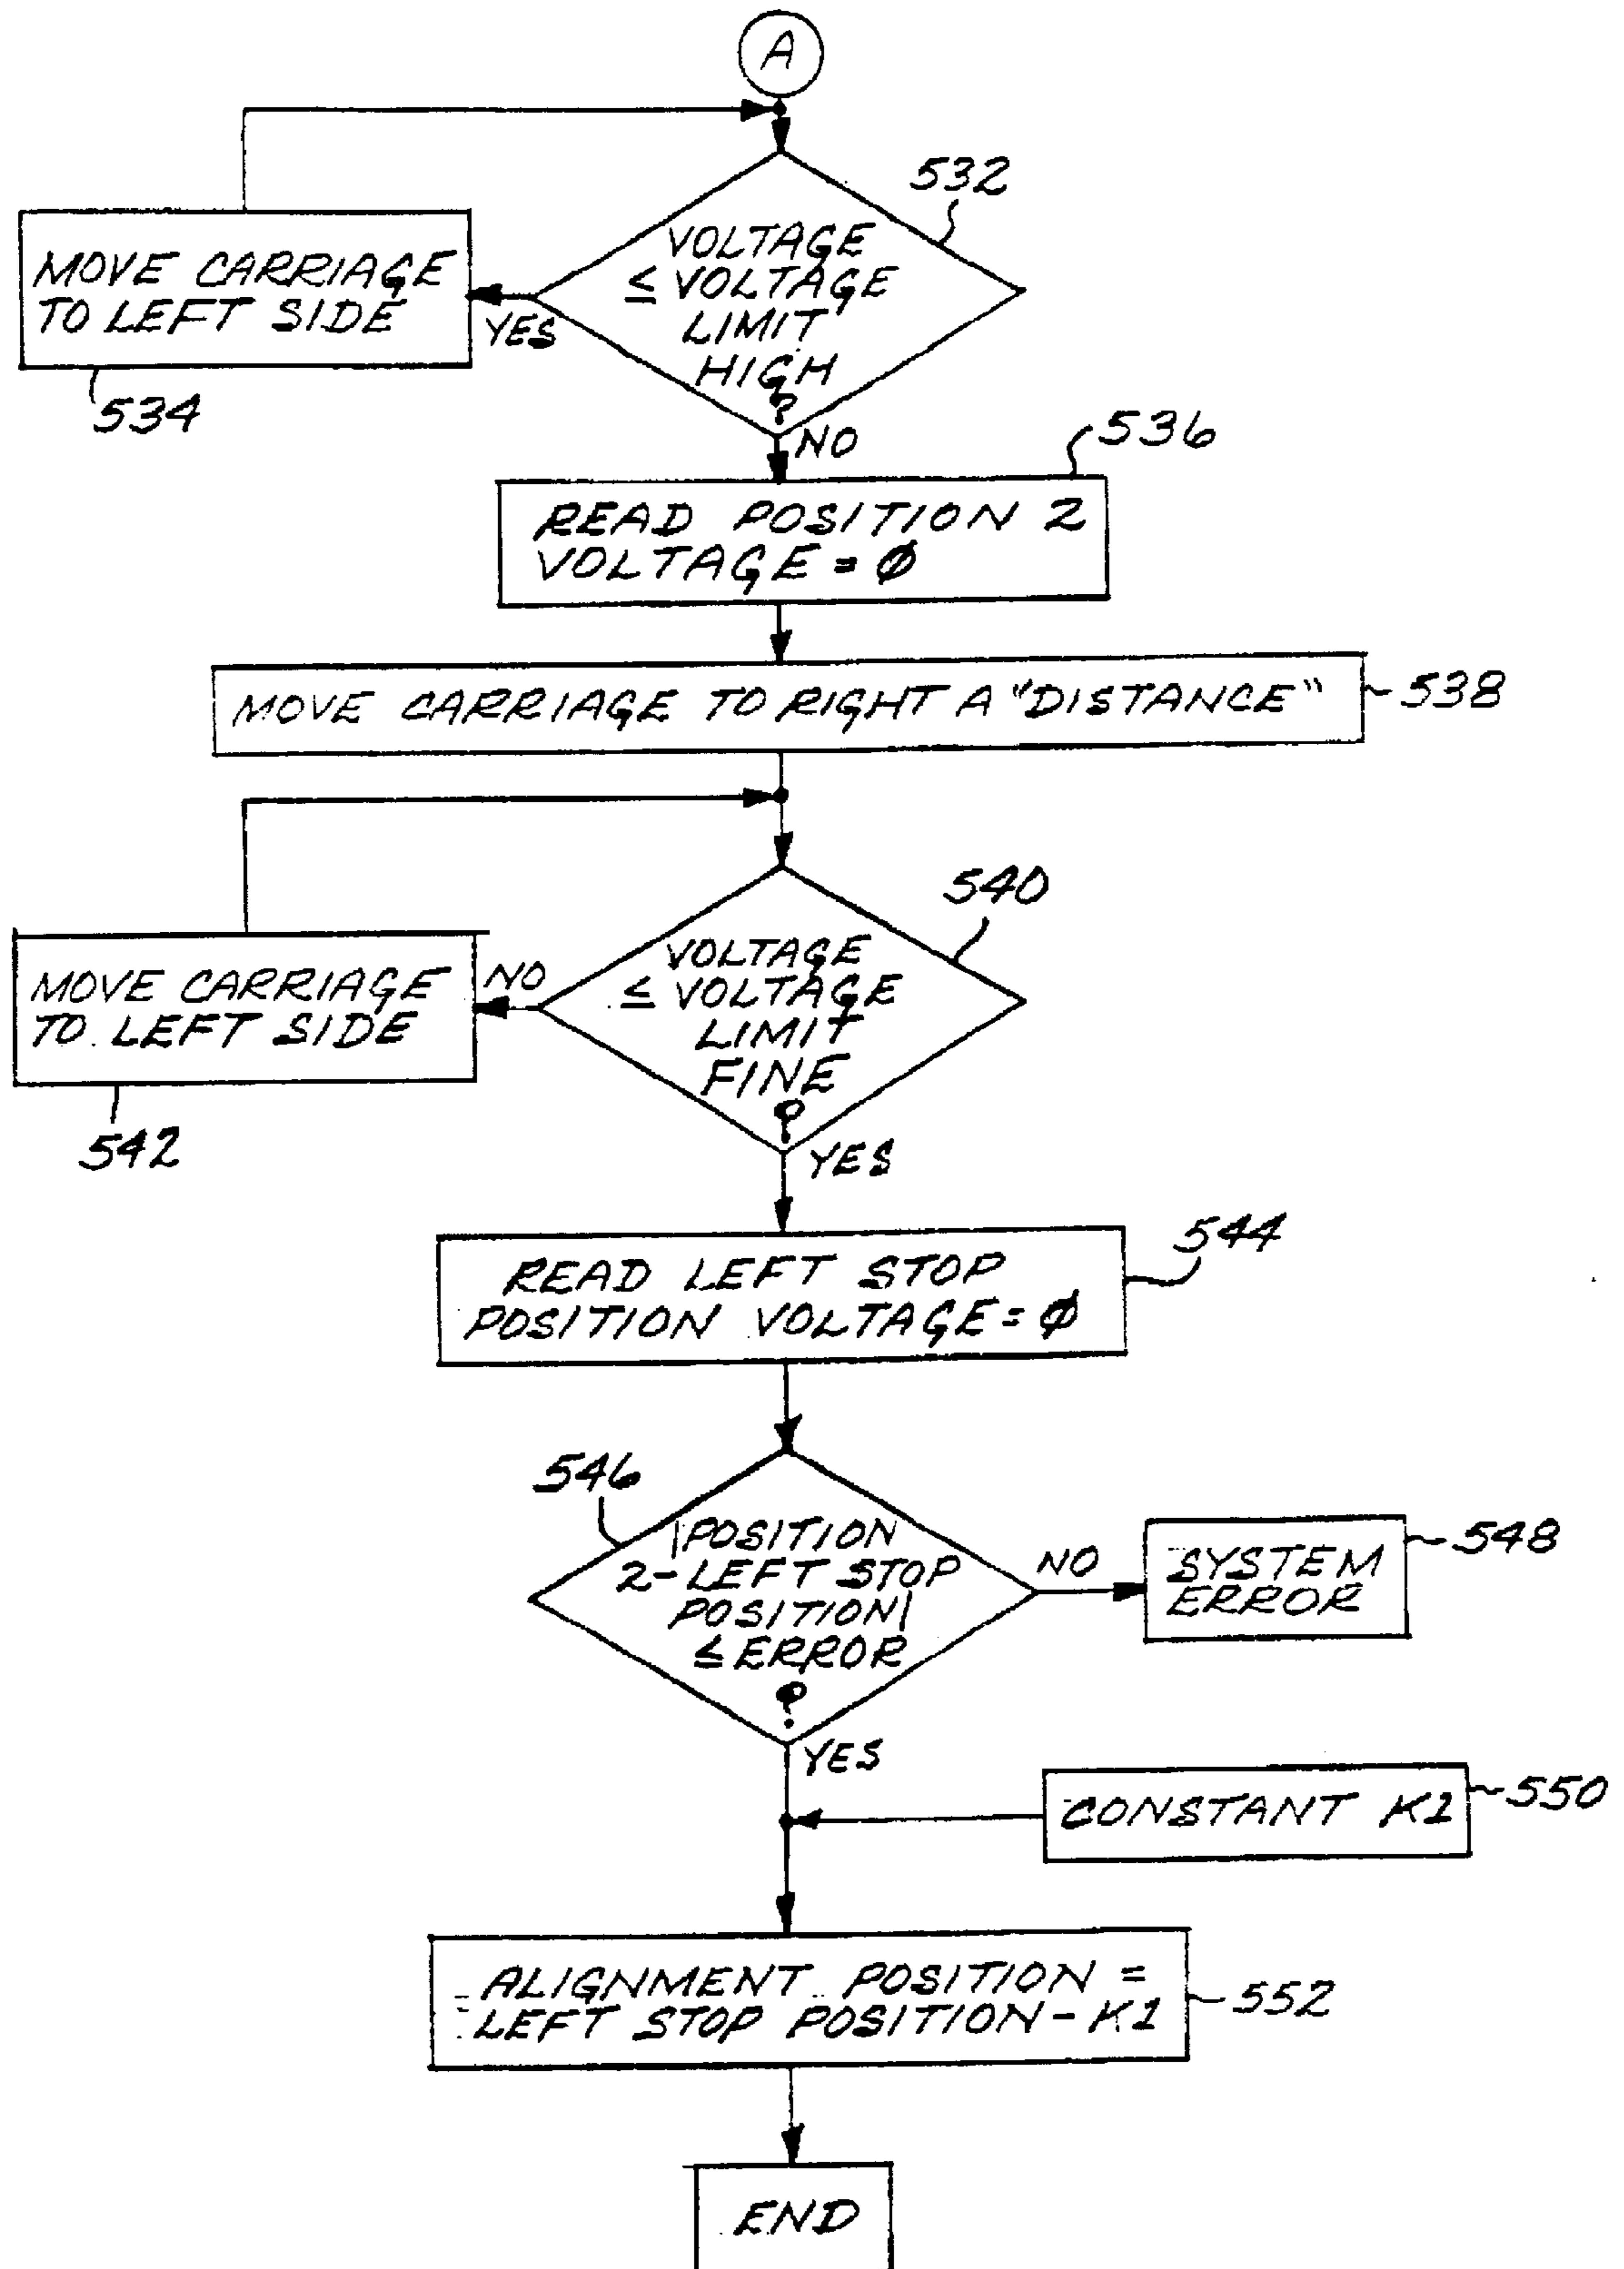 A
532
VOLTAGE
≤ VOLTAGE
LIMIT
HIGH
?
MOVE CARRIAGE
TO LEFT SIDE
YES
534
NO
536
READ POSITION 2
VOLTAGE = Ø
MOVE CARRIAGE TO RIGHT A "DISTANCE"
538
540
VOLTAGE
≤ VOLTAGE
LIMIT
FINE
?
NO
MOVE CARRIAGE
TO LEFT SIDE
542
YES
544
READ LEFT STOP
POSITION VOLTAGE = Ø
546
|POSITION
2-LEFT STOP
POSITION|
≤ ERROR
?
NO
SYSTEM
ERROR
548
YES
CONSTANT K1
550
ALIGNMENT POSITION =
LEFT STOP POSITION - K1
552
END